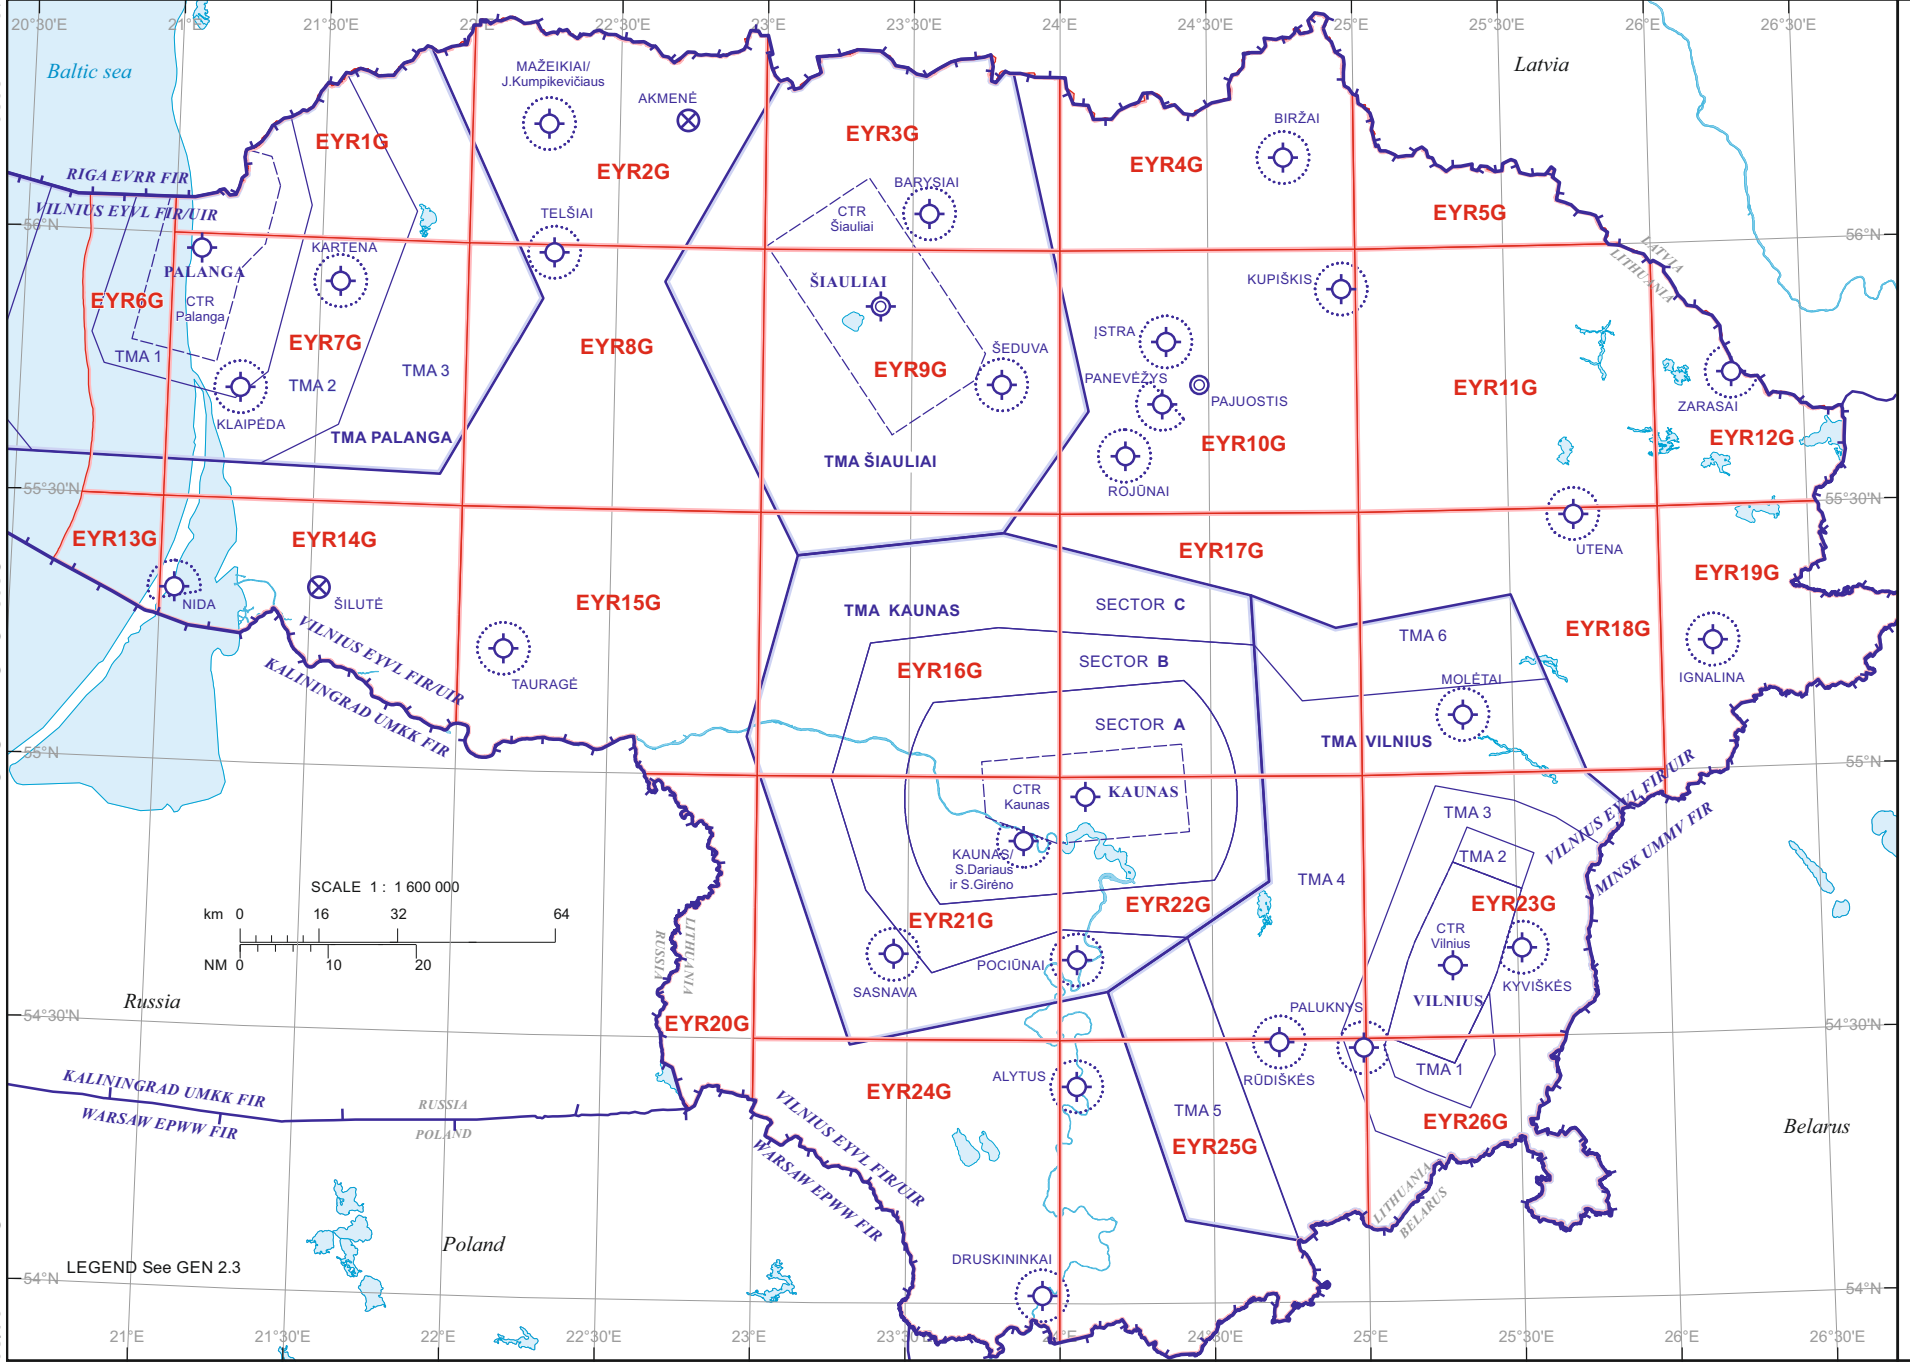 20°30'E 21°E 21°30'E 22°E 22°30'E 23°E 23°30'E 24°E 24°30'E 25°E 25°30'E 26°E 26°30'E
Baltic sea
Latvia
MAŽEIKIAI/
J.Kumpikevičiaus
AKMENĖ
BIRŽAI
EYR1G
EYR2G
EYR3G
EYR4G
EYR5G
RIGA EVRR FIR
VILNIUS EYVL FIR/UIR
56°N
56°N
TELŠIAI
BARYSIAI
CTR
Šiauliai
KARTENA
PALANGA
CTR
Palanga
LATVIA
LITHUANIA
KUPIŠKIS
ŠIAULIAI
EYR6G
EYR7G
EYR8G
EYR9G
ĮSTRA
ŠEDUVA
PANEVĖŽYS
PAJUOSTIS
EYR11G
ZARASAI
TMA 1
TMA 2
TMA 3
KLAIPĖDA
TMA PALANGA
TMA ŠIAULIAI
EYR10G
EYR12G
ROJŪNAI
55°30'N
55°30'N
EYR13G
EYR14G
EYR17G
UTENA
EYR19G
NIDA
ŠILUTĖ
EYR15G
TMA KAUNAS
SECTOR C
TMA 6
EYR18G
VILNIUS EYVL FIR/UIR
KALININGRAD UMKK FIR
TAURAGĖ
EYR16G
SECTOR B
MOLĖTAI
IGNALINA
SECTOR A
TMA VILNIUS
55°N
55°N
CTR
Kaunas
KAUNAS
KAUNAS/
S.Dariaus
ir S.Girėno
TMA 3
VILNIUS EYVL FIR/UIR
MINSK UMMV FIR
TMA 2
TMA 4
SCALE 1 : 1 600 000
km 0 16 32 64
NM 0 10 20
RUSSIA
LITHUANIA
EYR21G
EYR22G
EYR23G
CTR
Vilnius
POCIŪNAI
SASNAVA
KYVIŠKĖS
VILNIUS
PALUKNYS
Russia
54°30'N
54°30'N
EYR20G
KALININGRAD UMKK FIR
WARSAW EPWW FIR
RUSSIA
POLAND
EYR24G
ALYTUS
RŪDIŠKĖS
TMA 1
TMA 5
EYR25G
EYR26G
Belarus
VILNIUS EYVL FIR/UIR
WARSAW EPWW FIR
LITHUANIA
BELARUS
Poland
DRUSKININKAI
LEGEND See GEN 2.3
54°N
54°N
21°E 21°30'E 22°E 22°30'E 23°E 23°30'E 24°E 24°30'E 25°E 25°30'E 26°E 26°30'E